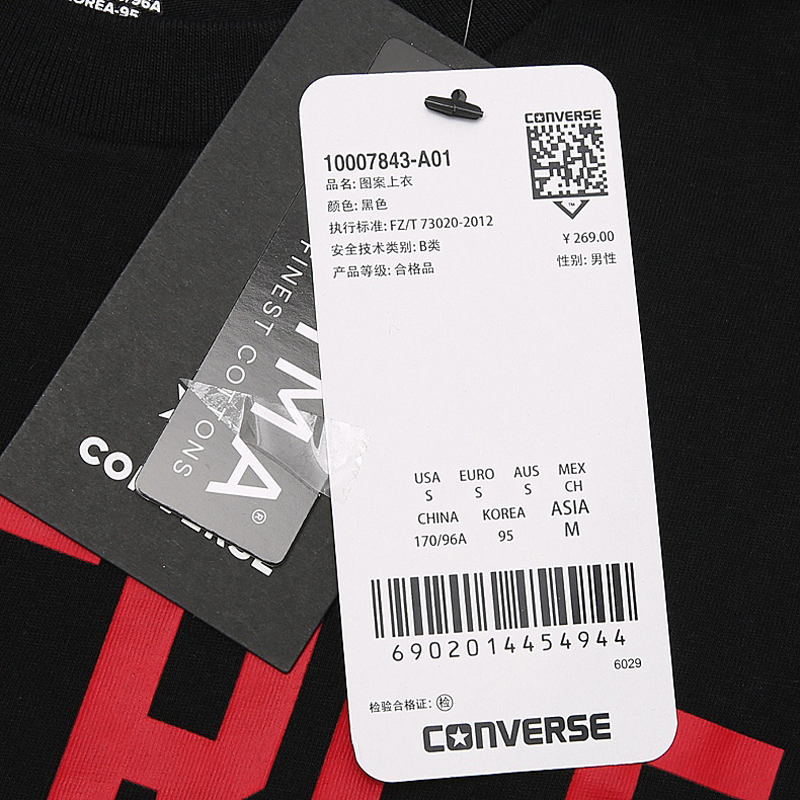 /96A
KOREA-95
FINEST COTTONS
PIMA
®
CONVERSE
CONVERSE
10007843-A01
品名: 图案上衣
颜色: 黑色
执行标准: FZ/T 73020-2012
安全技术类别: B类
产品等级: 合格品
TM
¥ 269.00
性别: 男性
USA EURO AUS MEX
S S S CH
CHINA KOREA ASIA
170/96A 95 M
6902014454944
6029
检验合格证: 检
CONVERSE